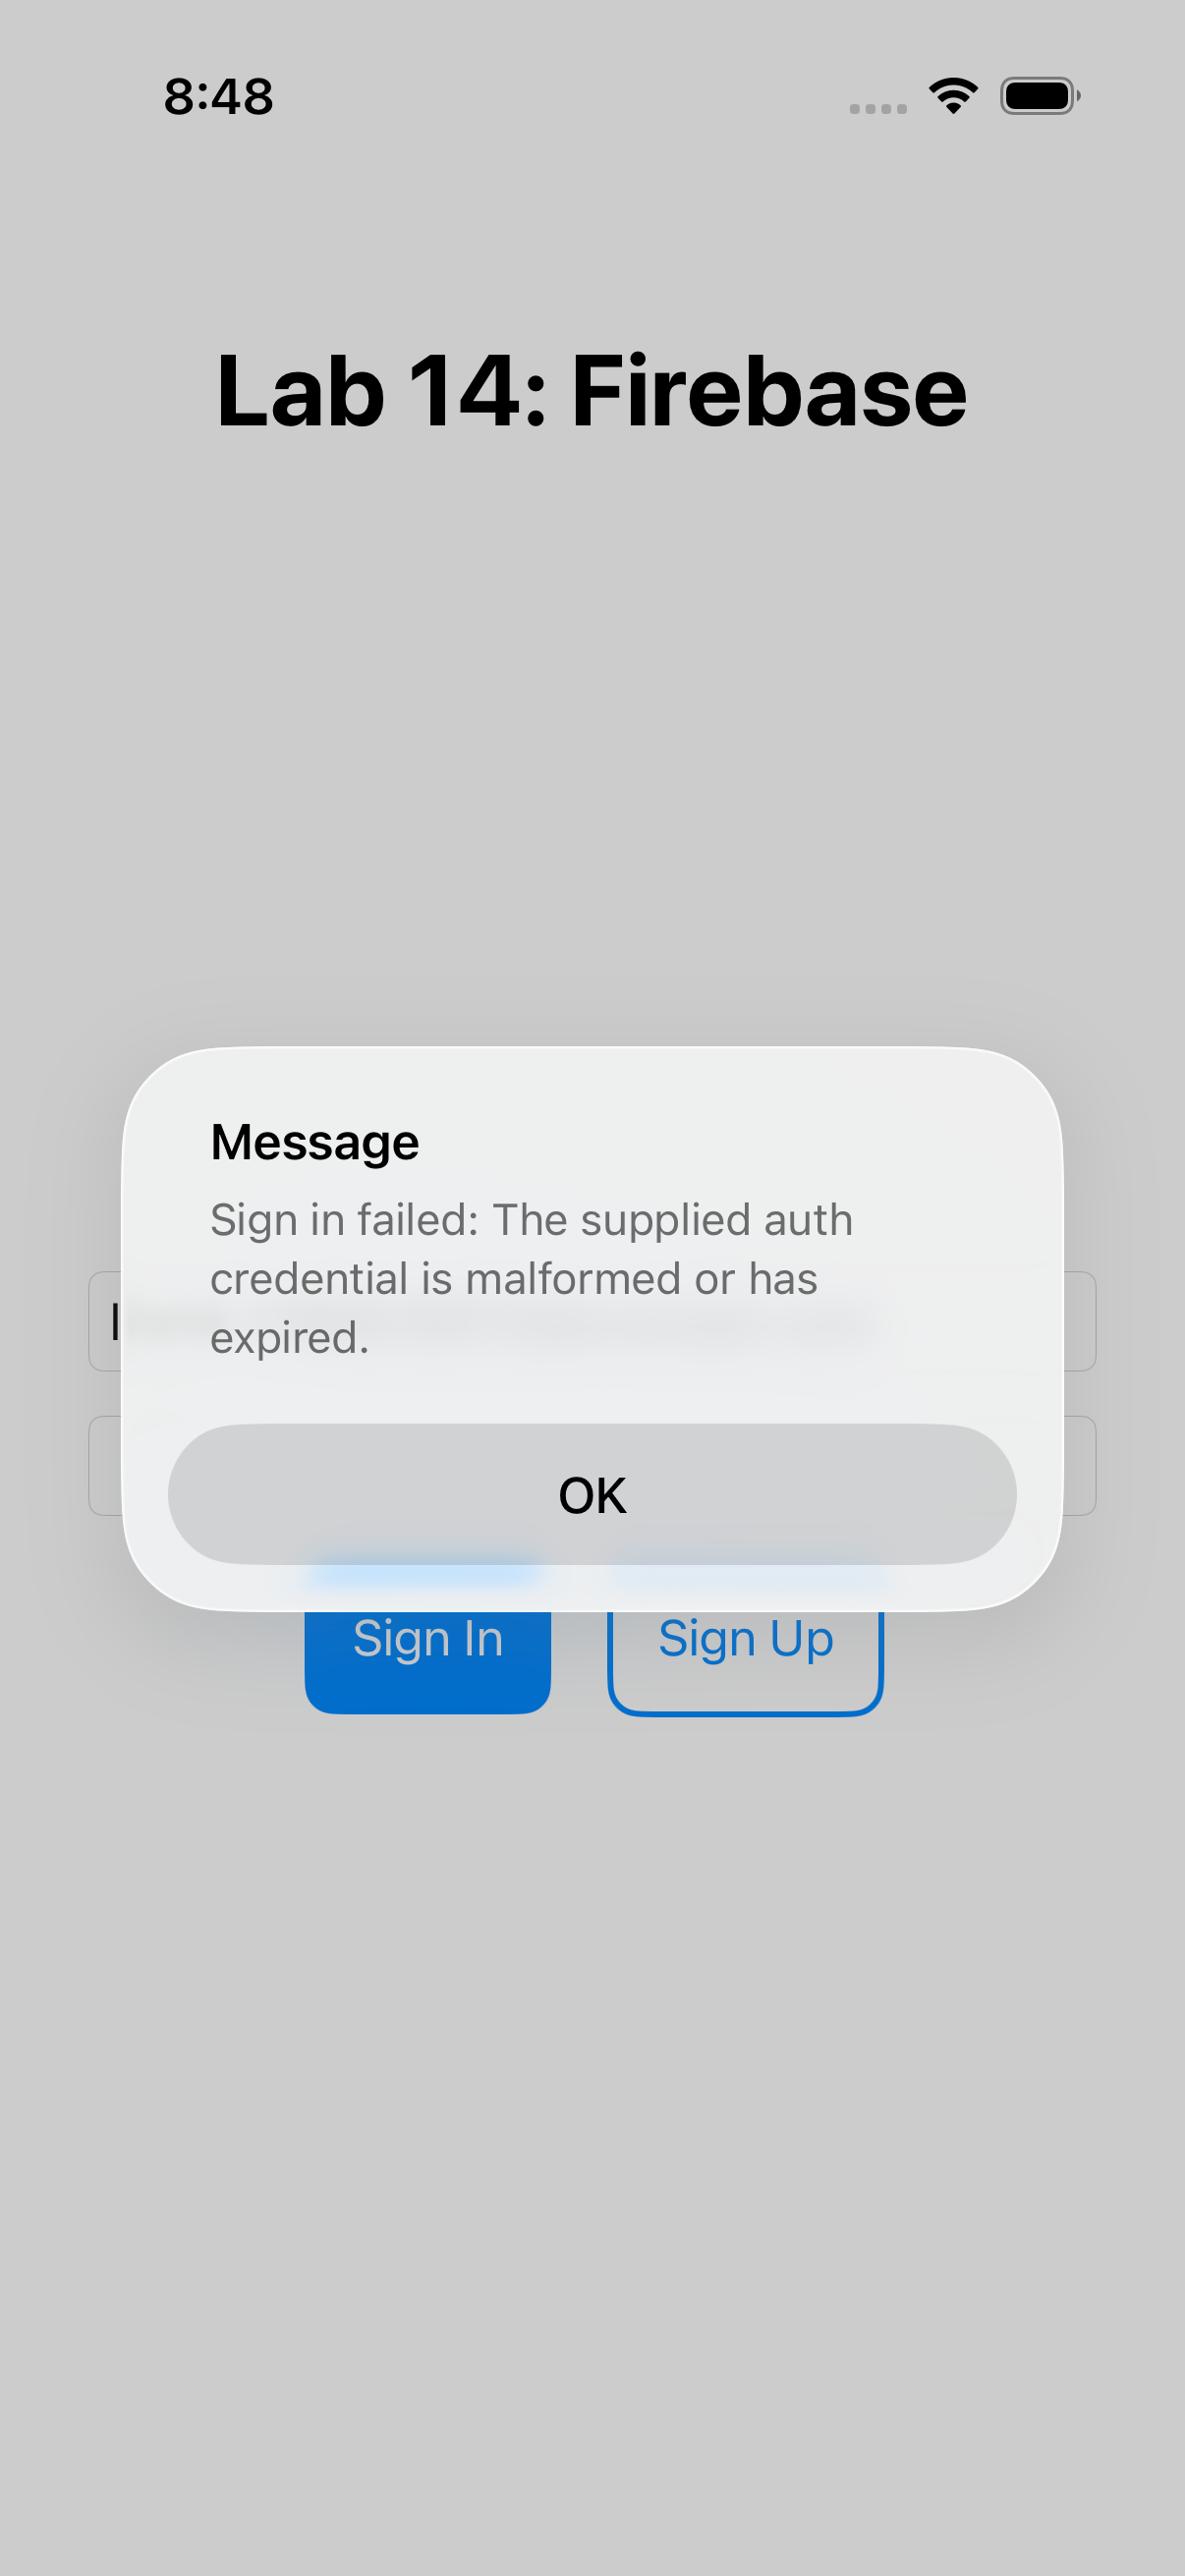 8:48
Lab 14: Firebase
Message
Sign in failed: The supplied auth
credential is malformed or has
expired.
OK
Sign In
Sign Up